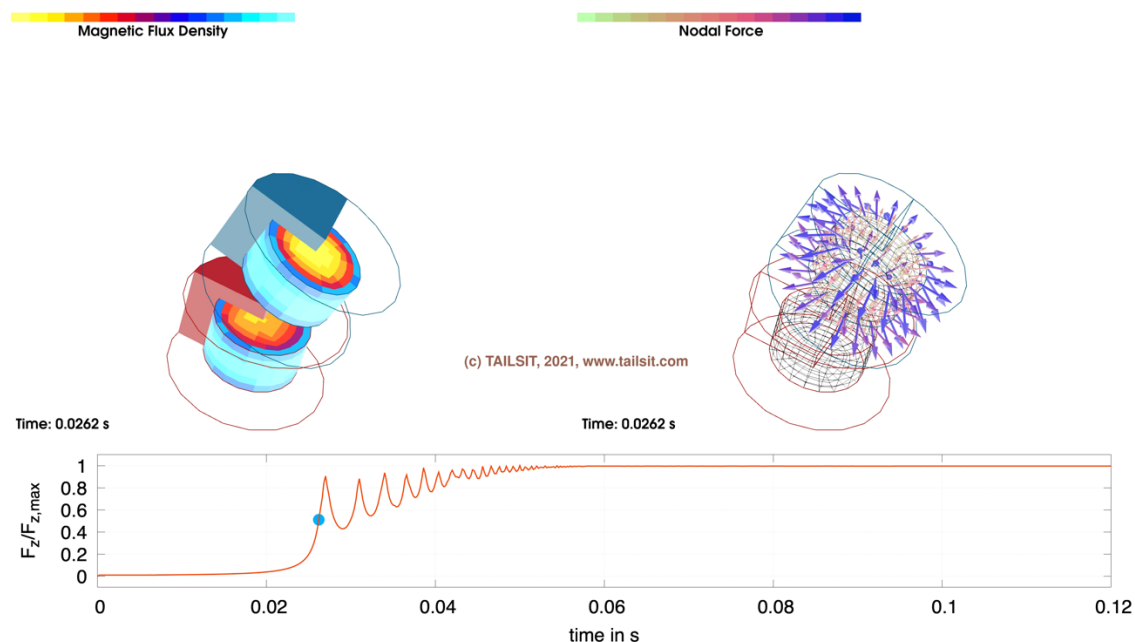 Magnetic Flux Density
Nodal Force
(c) TAILSIT, 2021, www.tailsit.com
Time: 0.0262 s
Time: 0.0262 s
1
0.8
0.6
0.4
0.2
0
F_z/F_z,max
0 0.02 0.04 0.06 0.08 0.1 0.12
time in s